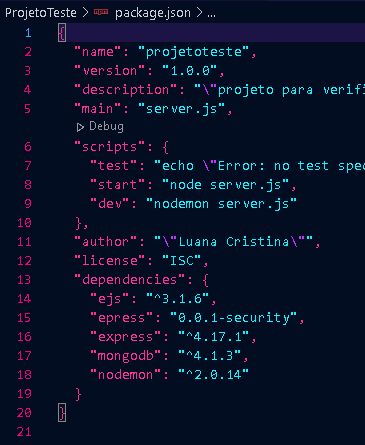 ProjetoTeste > package.json > ...
1 {
2 "name": "projetoteste",
3 "version": "1.0.0",
4 "description": "\"projeto para verifi
5 "main": "server.js",
Debug
6 "scripts": {
7 "test": "echo \"Error: no test spec
8 "start": "node server.js",
9 "dev": "nodemon server.js"
10 },
11 "author": "\"Luana Cristina\"",
12 "license": "ISC",
13 "dependencies": {
14 "ejs": "^3.1.6",
15 "epress": "0.0.1-security",
16 "express": "^4.17.1",
17 "mongodb": "^4.1.3",
18 "nodemon": "^2.0.14"
19 }
20 }
21